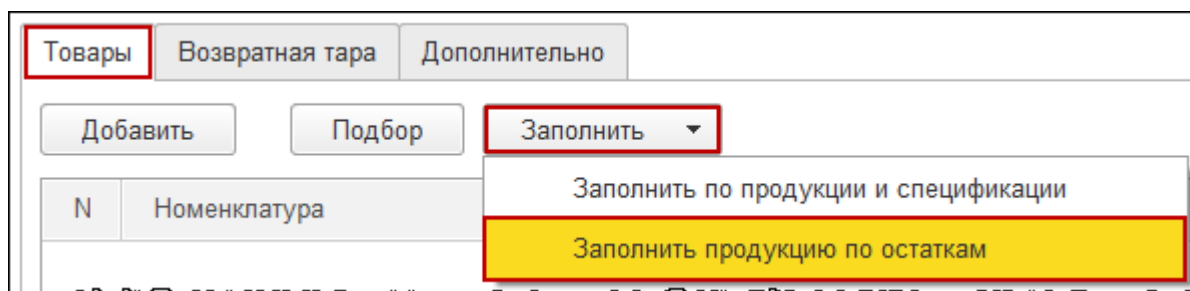 Товары Возвратная тара Дополнительно
Добавить Подбор Заполнить
Заполнить по продукции и спецификации
N Номенклатура
Заполнить продукцию по остаткам